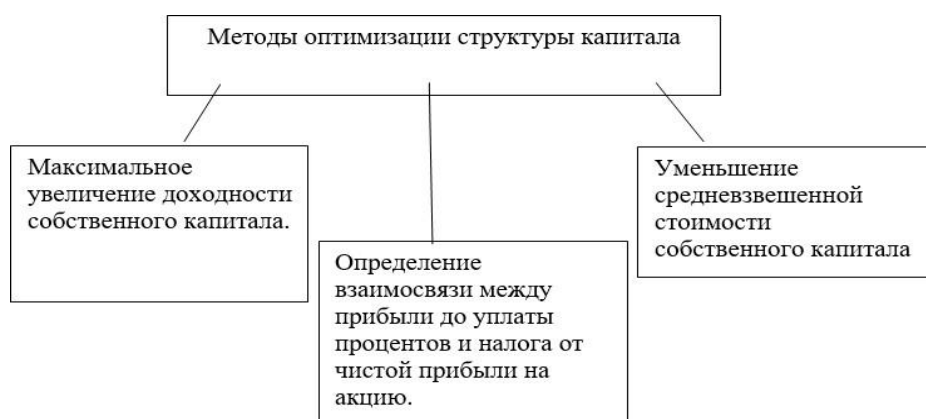 Методы оптимизации структуры капитала
Максимальное
увеличение доходности
собственного капитала.
Определение
взаимосвязи между
прибыли до уплаты
процентов и налога от
чистой прибыли на
акцию.
Уменьшение
средневзвешенной
стоимости
собственного капитала